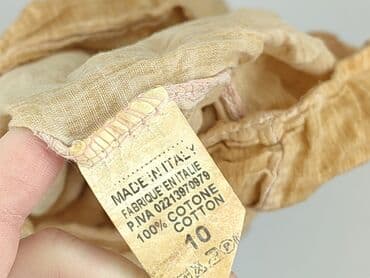 MADE IN ITALY
FABRIQUE EN ITALIE
P.IVA 02213970979
100% COTONE
COTTON
10